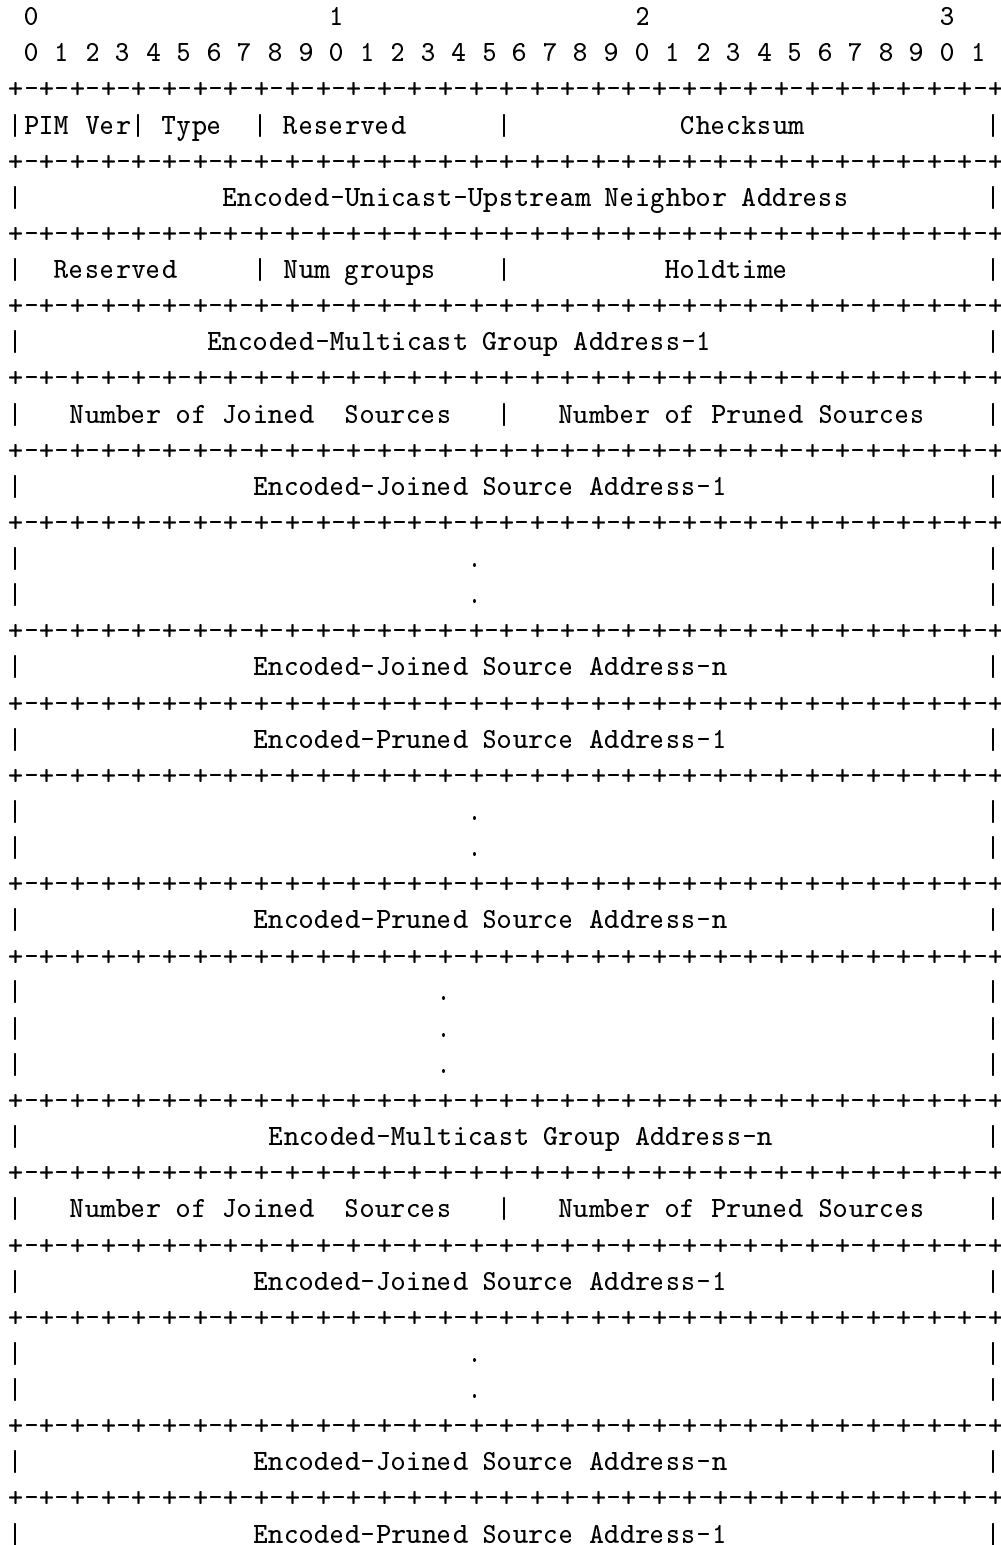 0                   1                   2                   3
 0 1 2 3 4 5 6 7 8 9 0 1 2 3 4 5 6 7 8 9 0 1 2 3 4 5 6 7 8 9 0 1
+-+-+-+-+-+-+-+-+-+-+-+-+-+-+-+-+-+-+-+-+-+-+-+-+-+-+-+-+-+-+-+-+
|PIM Ver| Type  | Reserved      |           Checksum            |
+-+-+-+-+-+-+-+-+-+-+-+-+-+-+-+-+-+-+-+-+-+-+-+-+-+-+-+-+-+-+-+-+
|             Encoded-Unicast-Upstream Neighbor Address         |
+-+-+-+-+-+-+-+-+-+-+-+-+-+-+-+-+-+-+-+-+-+-+-+-+-+-+-+-+-+-+-+-+
|  Reserved     | Num groups    |          Holdtime             |
+-+-+-+-+-+-+-+-+-+-+-+-+-+-+-+-+-+-+-+-+-+-+-+-+-+-+-+-+-+-+-+-+
|            Encoded-Multicast Group Address-1                  |
+-+-+-+-+-+-+-+-+-+-+-+-+-+-+-+-+-+-+-+-+-+-+-+-+-+-+-+-+-+-+-+-+
|   Number of Joined  Sources   |   Number of Pruned Sources    |
+-+-+-+-+-+-+-+-+-+-+-+-+-+-+-+-+-+-+-+-+-+-+-+-+-+-+-+-+-+-+-+-+
|               Encoded-Joined Source Address-1                 |
+-+-+-+-+-+-+-+-+-+-+-+-+-+-+-+-+-+-+-+-+-+-+-+-+-+-+-+-+-+-+-+-+
|                             .                                 |
|                             .                                 |
+-+-+-+-+-+-+-+-+-+-+-+-+-+-+-+-+-+-+-+-+-+-+-+-+-+-+-+-+-+-+-+-+
|               Encoded-Joined Source Address-n                 |
+-+-+-+-+-+-+-+-+-+-+-+-+-+-+-+-+-+-+-+-+-+-+-+-+-+-+-+-+-+-+-+-+
|               Encoded-Pruned Source Address-1                 |
+-+-+-+-+-+-+-+-+-+-+-+-+-+-+-+-+-+-+-+-+-+-+-+-+-+-+-+-+-+-+-+-+
|                             .                                 |
|                             .                                 |
+-+-+-+-+-+-+-+-+-+-+-+-+-+-+-+-+-+-+-+-+-+-+-+-+-+-+-+-+-+-+-+-+
|               Encoded-Pruned Source Address-n                 |
+-+-+-+-+-+-+-+-+-+-+-+-+-+-+-+-+-+-+-+-+-+-+-+-+-+-+-+-+-+-+-+-+
|                           .                                   |
|                           .                                   |
|                           .                                   |
+-+-+-+-+-+-+-+-+-+-+-+-+-+-+-+-+-+-+-+-+-+-+-+-+-+-+-+-+-+-+-+-+
|                Encoded-Multicast Group Address-n              |
+-+-+-+-+-+-+-+-+-+-+-+-+-+-+-+-+-+-+-+-+-+-+-+-+-+-+-+-+-+-+-+-+
|   Number of Joined  Sources   |   Number of Pruned Sources    |
+-+-+-+-+-+-+-+-+-+-+-+-+-+-+-+-+-+-+-+-+-+-+-+-+-+-+-+-+-+-+-+-+
|               Encoded-Joined Source Address-1                 |
+-+-+-+-+-+-+-+-+-+-+-+-+-+-+-+-+-+-+-+-+-+-+-+-+-+-+-+-+-+-+-+-+
|                             .                                 |
|                             .                                 |
+-+-+-+-+-+-+-+-+-+-+-+-+-+-+-+-+-+-+-+-+-+-+-+-+-+-+-+-+-+-+-+-+
|               Encoded-Joined Source Address-n                 |
+-+-+-+-+-+-+-+-+-+-+-+-+-+-+-+-+-+-+-+-+-+-+-+-+-+-+-+-+-+-+-+-+
|               Encoded-Pruned Source Address-1                 |